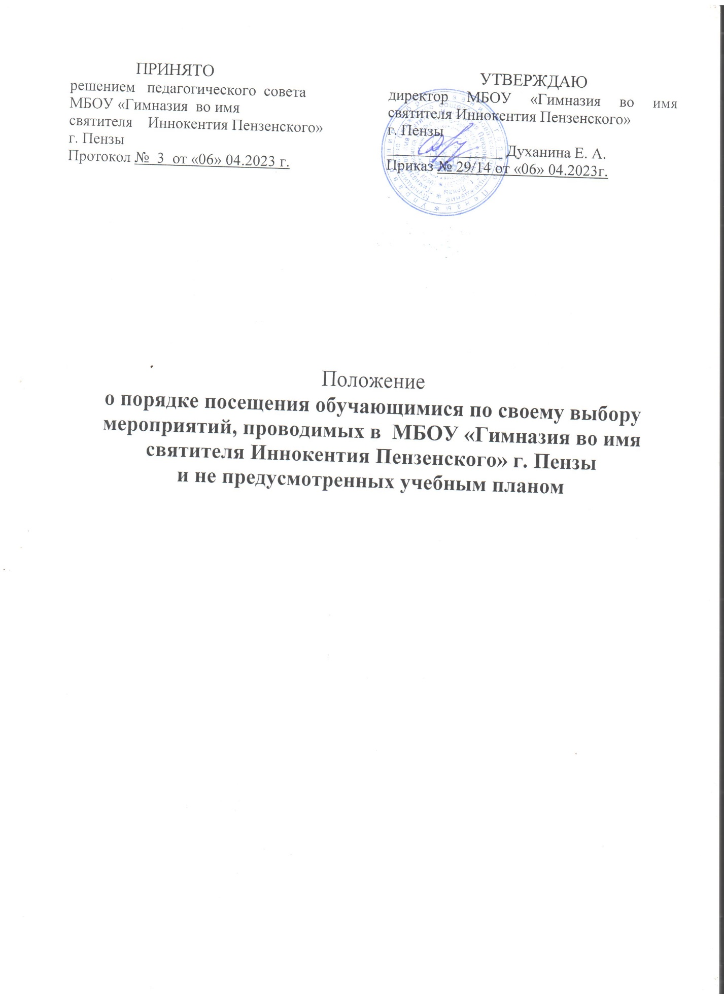 ПРИНЯТО
решением педагогического совета
МБОУ «Гимназия во имя
святителя Иннокентия Пензенского»
г. Пензы
Протокол № 3 от «06» 04.2023 г.
УТВЕРЖДАЮ
директор МБОУ «Гимназия во имя
святителя Иннокентия Пензенского»
г. Пензы
Духанина Е. А.
Приказ № 29/14 от «06» 04.2023г.
Положение
о порядке посещения обучающимися по своему выбору
мероприятий, проводимых в МБОУ «Гимназия во имя
святителя Иннокентия Пензенского» г. Пензы
и не предусмотренных учебным планом